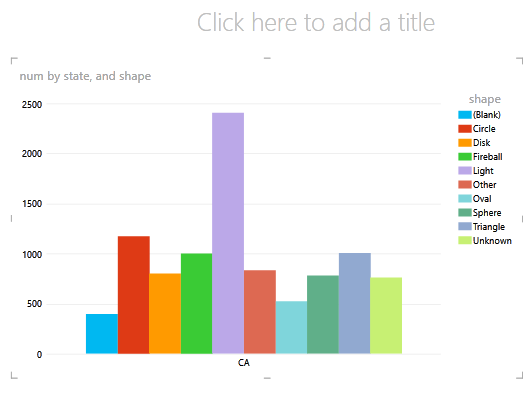 Click here to add a title
num by state, and shape
shape
(Blank)
Circle
Disk
Fireball
Light
Other
Oval
Sphere
Triangle
Unknown
2500
2000
1500
1000
500
0
CA